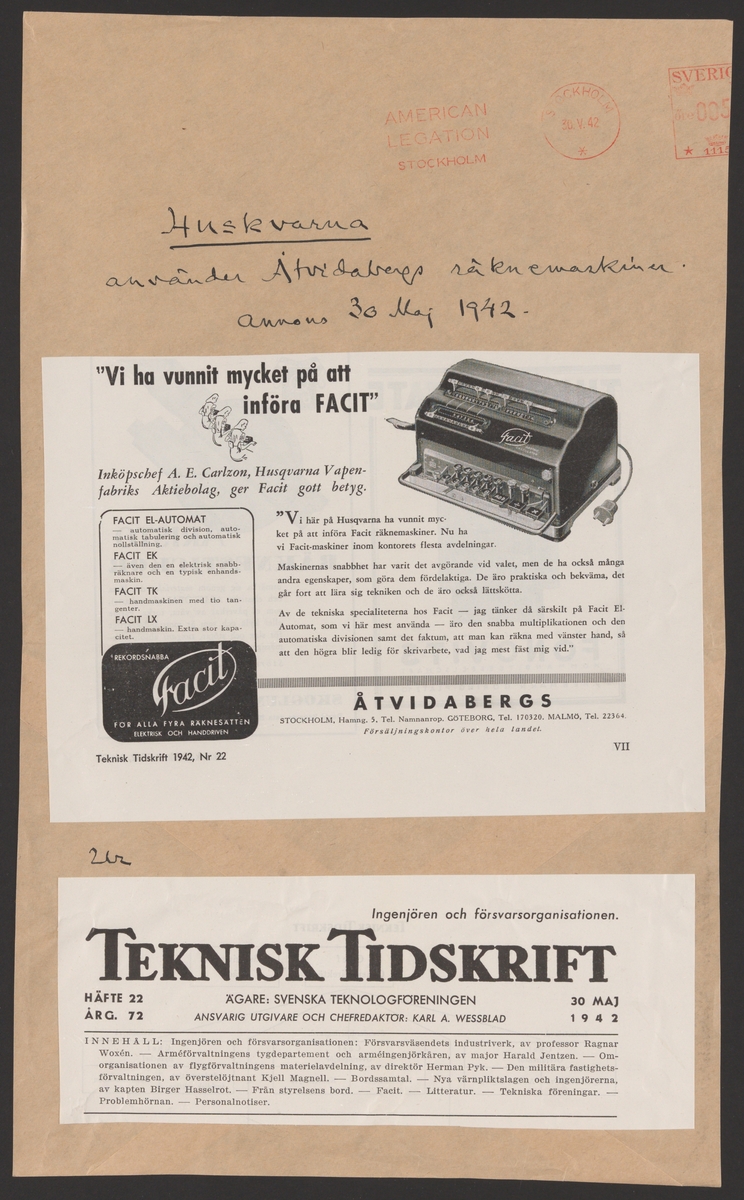 AMERICAN
LEGATION
STOCKHOLM
STOCKHOLM
30.V.42
SVERIG
005
Huskvarna
använder Åtvidabergs räknemaskiner.
annons 30 Maj 1942.
"Vi ha vunnit mycket på att
införa FACIT"
Inköpschef A. E. Carlzon, Husqvarna Vapen-
fabriks Aktiebolag, ger Facit gott betyg.
Facit
FACIT EL-AUTOMAT
— automatisk division, auto-
matisk tabulering och automatisk
nollställning.
FACIT EK
— även den en elektrisk snabb-
räknare och en typisk enhands-
maskin.
FACIT TK
— handmaskinen med tio tan-
genter.
FACIT LX
— handmaskin. Extra stor kapa-
citet.
REKORDSNABBA
Facit
FÖR ALLA FYRA RÄKNESÄTTEN
ELEKTRISK OCH HANDDRIVEN
"Vi här på Husqvarna ha vunnit myc-
ket på att införa Facit räknemaskiner. Nu ha
vi Facit-maskiner inom kontorets flesta avdelningar.
Maskinernas snabbhet har varit det avgörande vid valet, men de ha också många
andra egenskaper, som göra dem fördelaktiga. De äro praktiska och bekväma, det
går fort att lära sig tekniken och de äro också lättskötta.
Av de tekniska specialiteterna hos Facit — jag tänker då särskilt på Facit El-
Automat, som vi här mest använda — äro den snabba multiplikationen och den
automatiska divisionen samt det faktum, att man kan räkna med vänster hand, så
att den högra blir ledig för skrivarbete, vad jag mest fäst mig vid."
ÅTVIDABERGS
STOCKHOLM, Hamng. 5, Tel. Namnanrop. GÖTEBORG, Tel. 170320. MALMÖ, Tel. 22364.
Försäljningskontor över hela landet.
VII
Teknisk Tidskrift 1942, Nr 22
Ingenjören och försvarsorganisationen.
TEKNISK TIDSKRIFT
HÄFTE 22 ÄGARE: SVENSKA TEKNOLOGFÖRENINGEN 30 MAJ
ÅRG. 72 ANSVARIG UTGIVARE OCH CHEFREDAKTÖR: KARL A. WESSBLAD 1942
INNEHÅLL: Ingenjören och försvarsorganisationen: Försvarsväsendets industriverk, av professor Ragnar
Woxén. — Arméförvaltningens tygdepartement och arméingenjörkåren, av major Harald Jentzen. — Om-
organisationen av flygförvaltningens materielavdelning, av direktör Herman Pyk. — Den militära fastighets-
förvaltningen, av överstelöjtnant Kjell Magnell. — Bordssamtal. — Nya värnpliktslagen och ingenjörerna,
av kapten Birger Hasselrot. — Från styrelsens bord. — Facit. — Litteratur. — Tekniska föreningar. —
Problemhörnan. — Personalnotiser.